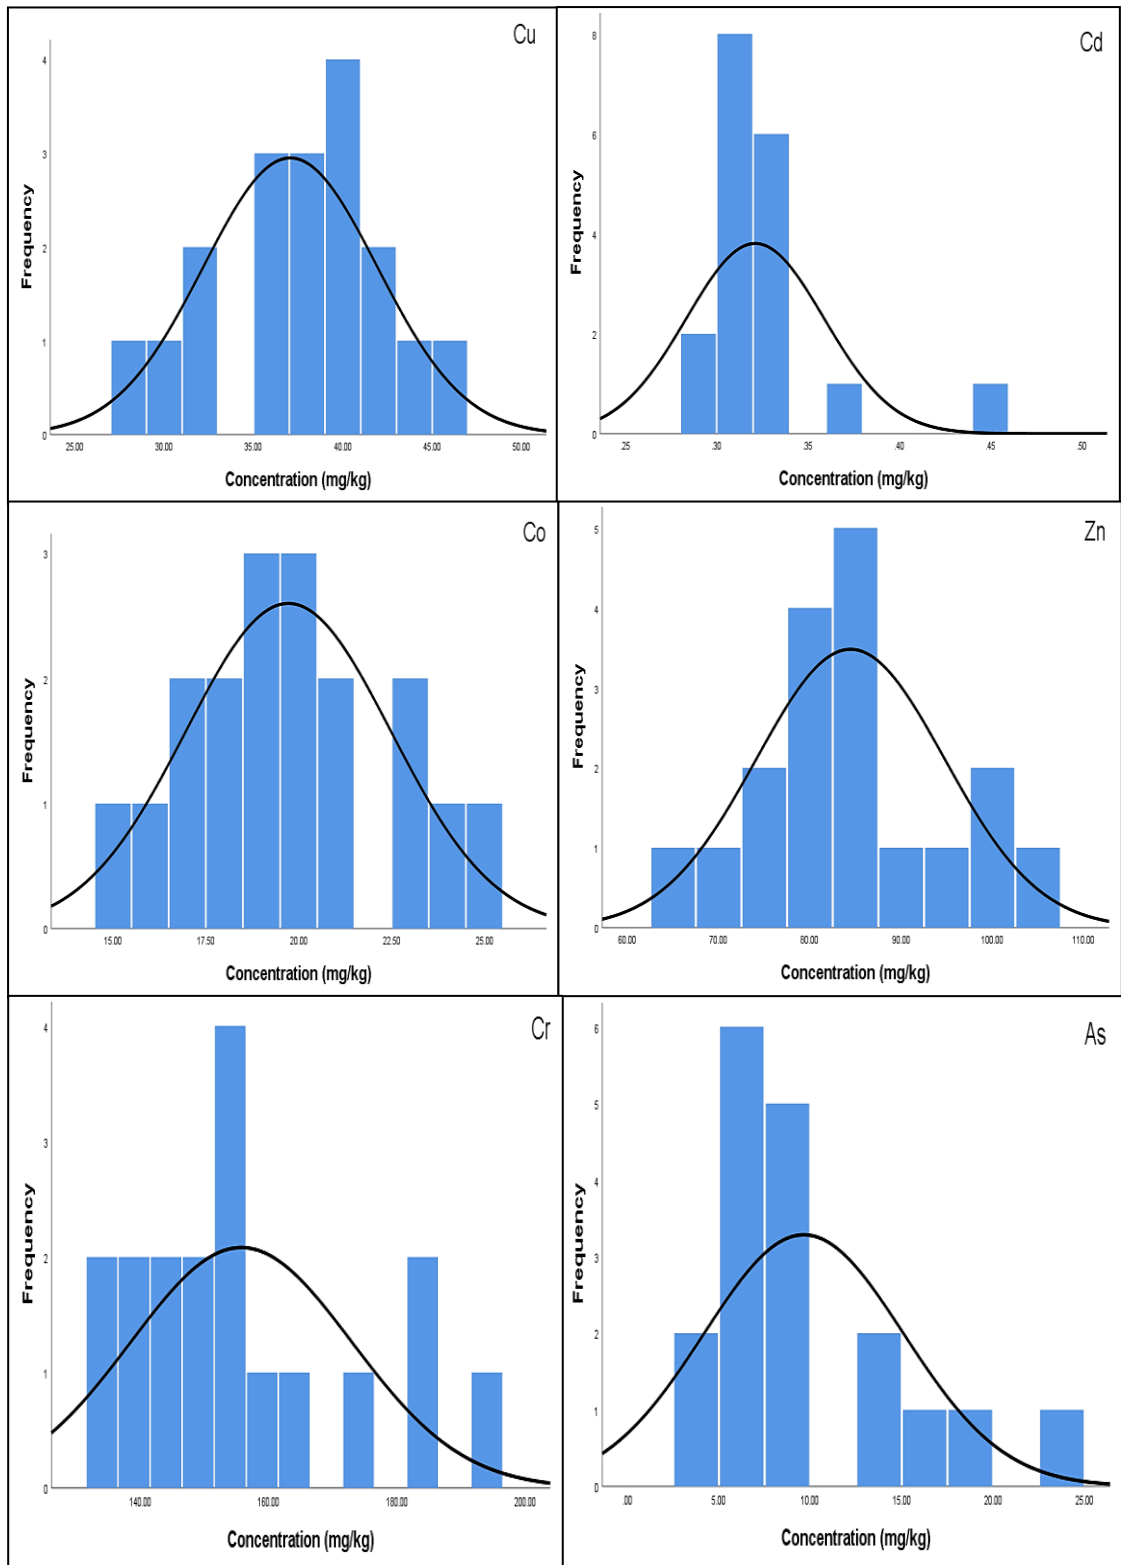 Cu
4
3
2
1
0
Frequency
25.00 30.00 35.00 40.00 45.00 50.00
Concentration (mg/kg)
Cd
8
6
4
2
0
Frequency
.25 .30 .35 .40 .45 .50
Concentration (mg/kg)
Co
3
2
1
0
Frequency
15.00 17.50 20.00 22.50 25.00
Concentration (mg/kg)
Zn
5
4
3
2
1
0
Frequency
60.00 70.00 80.00 90.00 100.00 110.00
Concentration (mg/kg)
Cr
4
3
2
1
0
Frequency
140.00 160.00 180.00 200.00
Concentration (mg/kg)
As
6
5
4
3
2
1
0
Frequency
.00 5.00 10.00 15.00 20.00 25.00
Concentration (mg/kg)